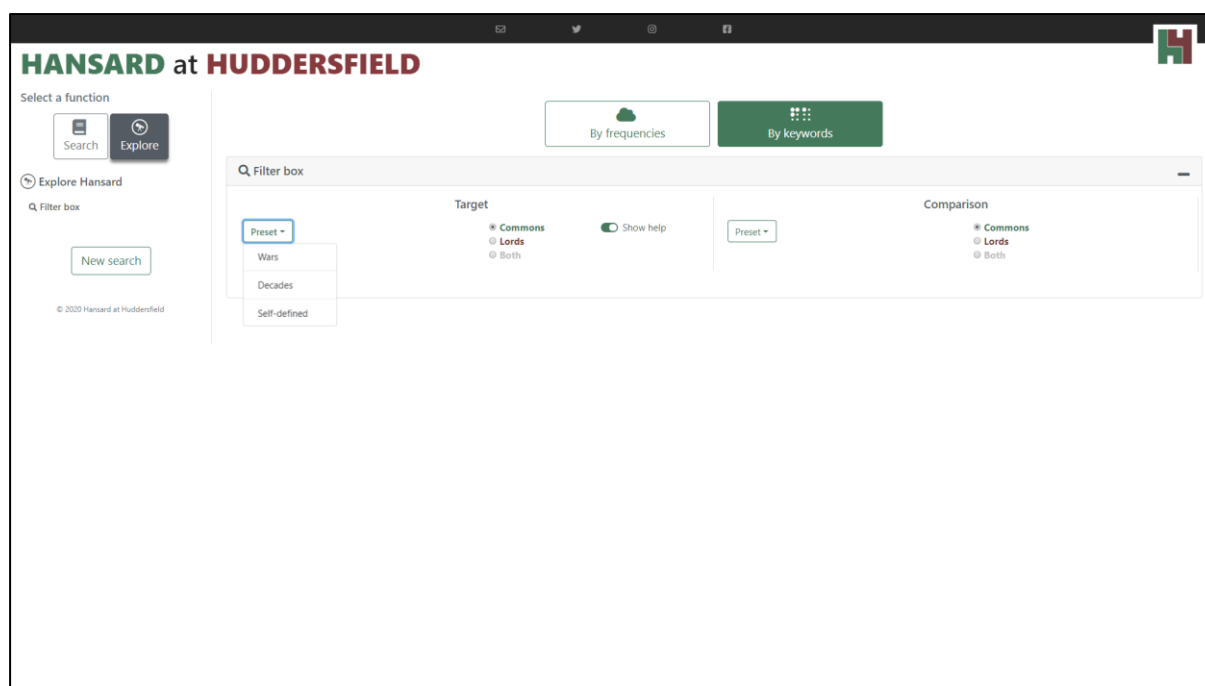 HANSARD at HUDDERSFIELD
Select a function
Search
Explore
Explore Hansard
Filter box
New search
© 2020 Hansard at Huddersfield
By frequencies
By keywords
Filter box
Target
Preset
Wars
Decades
Self-defined
Commons
Lords
Both
Show help
Comparison
Preset
Commons
Lords
Both